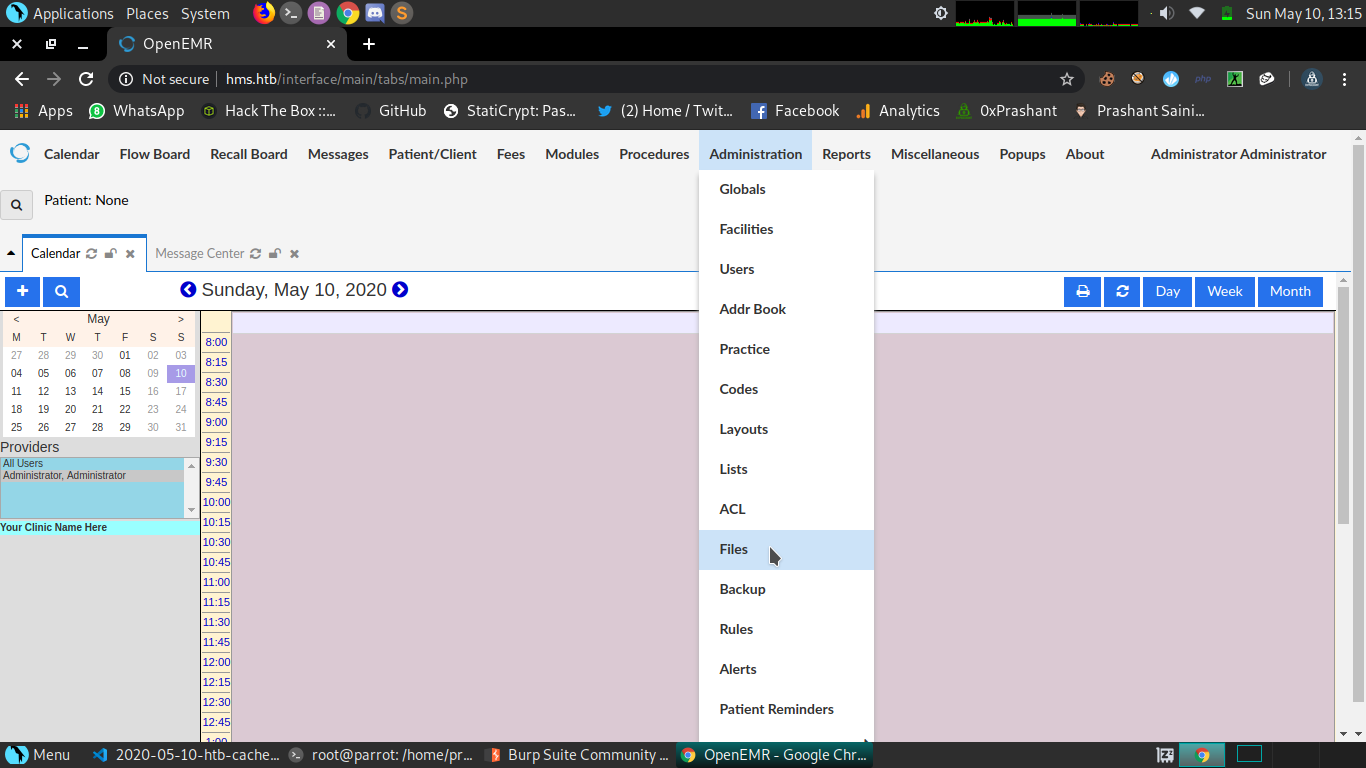 Applications Places System Sun May 10, 13:15
OpenEMR
Not secure hms.htb/interface/main/tabs/main.php
Apps WhatsApp Hack The Box ::... GitHub StatiCrypt: Pas... (2) Home / Twit... Facebook Analytics 0xPrashant Prashant Saini...
Calendar Flow Board Recall Board Messages Patient/Client Fees Modules Procedures Administration Reports Miscellaneous Popups About Administrator Administrator
Patient: None
Calendar Message Center
Sunday, May 10, 2020 Day Week Month
Globals
Facilities
Users
Addr Book
Practice
Codes
Layouts
Lists
ACL
Files
Backup
Rules
Alerts
Patient Reminders
< May >
M T W T F S S
27 28 29 30 01 02 03
04 05 06 07 08 09 10
11 12 13 14 15 16 17
18 19 20 21 22 23 24
25 26 27 28 29 30 31
Providers
All Users
Administrator, Administrator
Your Clinic Name Here
8:00
8:15
8:30
8:45
9:00
9:15
9:30
9:45
10:00
10:15
10:30
10:45
11:00
11:15
11:30
11:45
12:00
12:15
12:30
12:45
1:00
Menu 2020-05-10-htb-cache... root@parrot: /home/pr... Burp Suite Community ... OpenEMR - Google Chr...